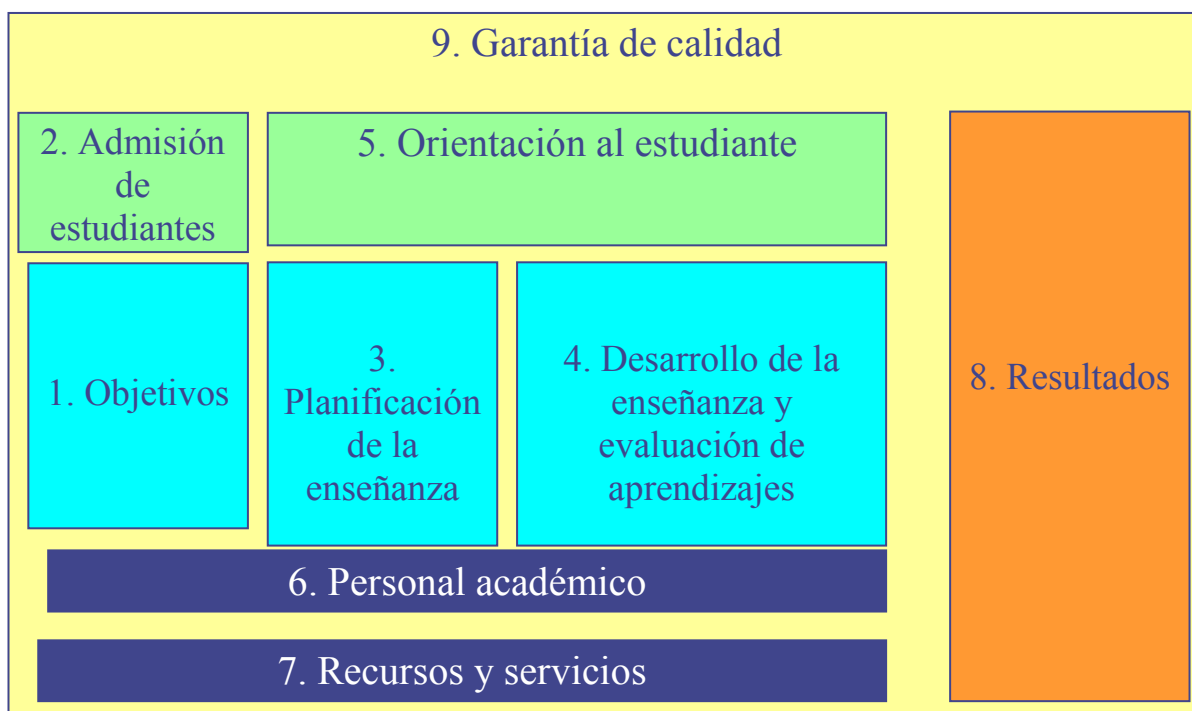 9. Garantía de calidad
2. Admisión
de
estudiantes
5. Orientación al estudiante
1. Objetivos
3.
Planificación
de la
enseñanza
4. Desarrollo de la
enseñanza y
evaluación de
aprendizajes
8. Resultados
6. Personal académico
7. Recursos y servicios